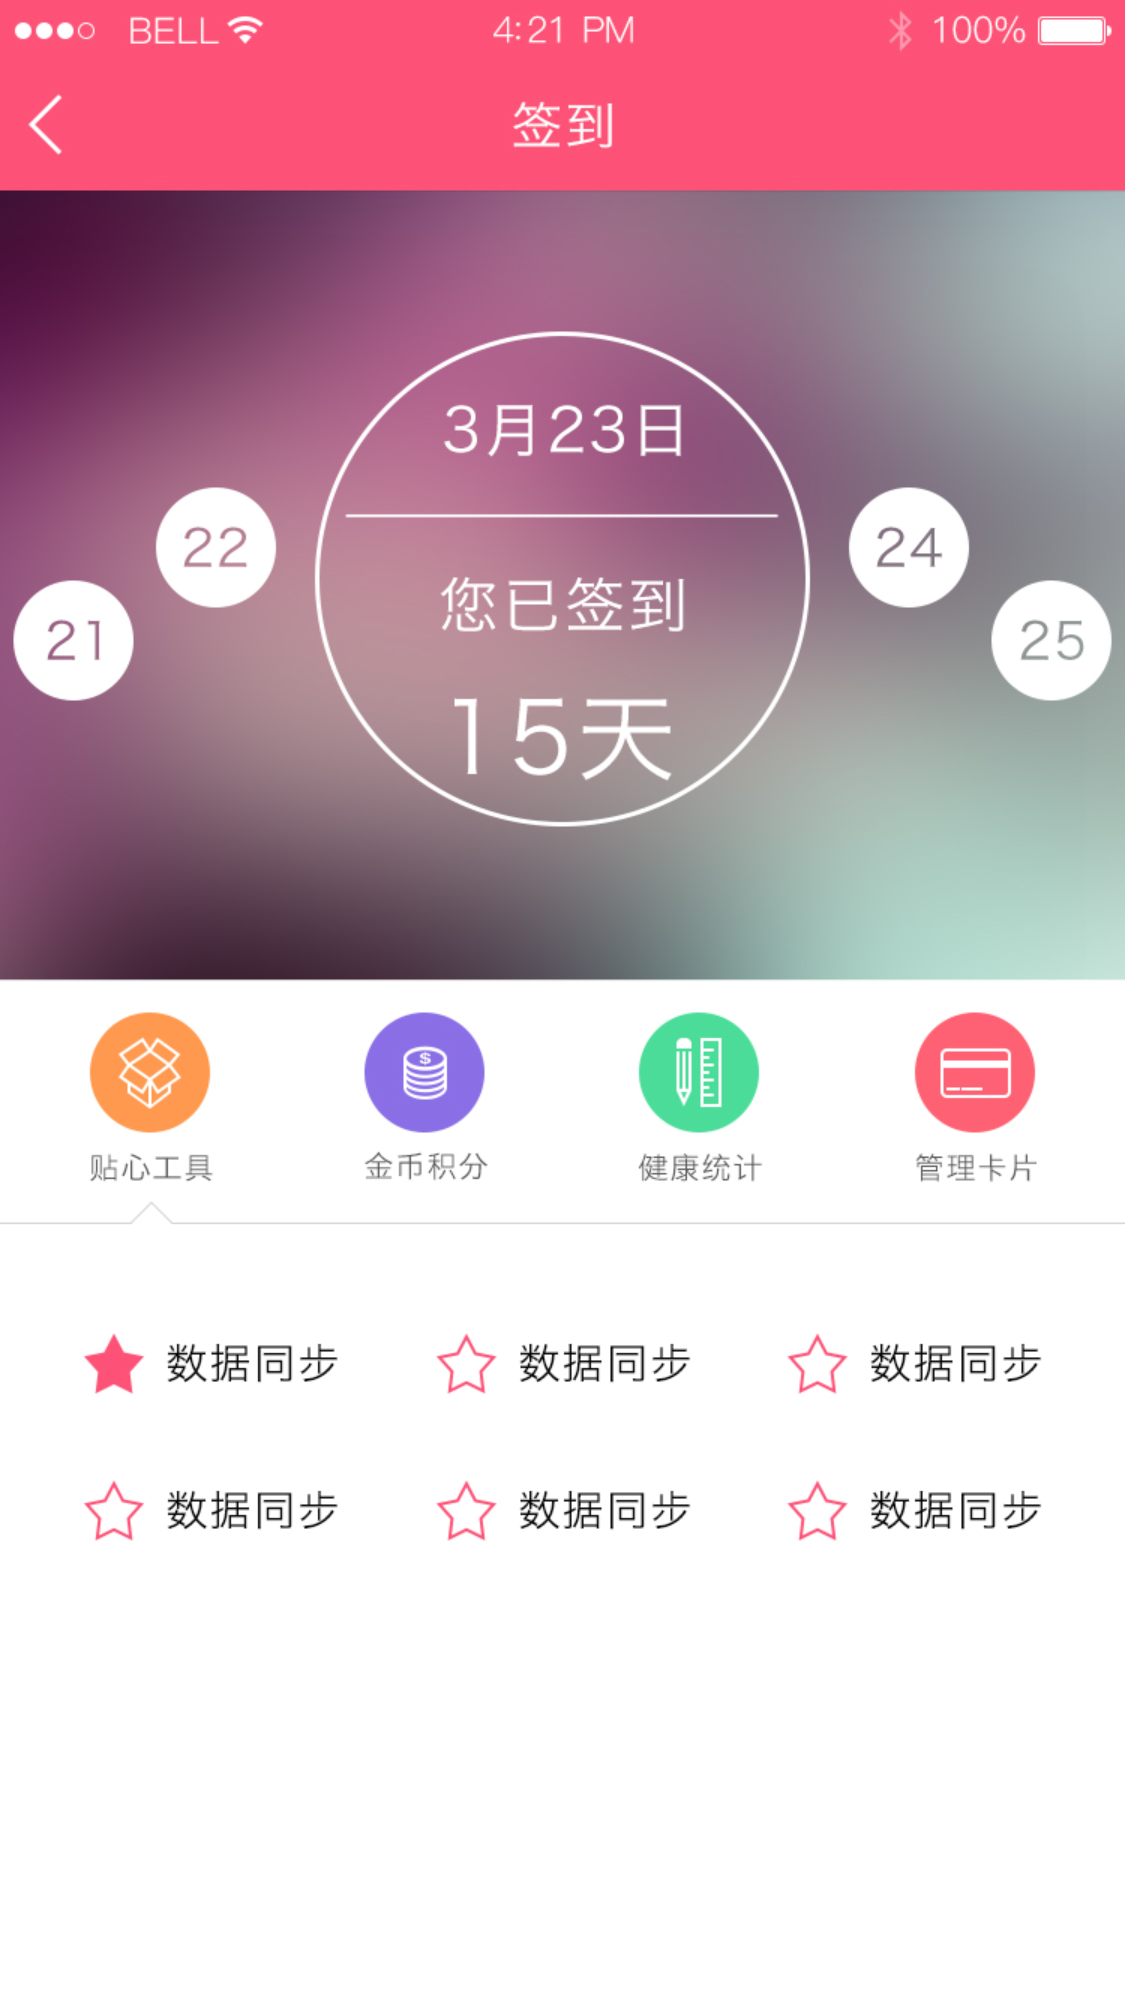 BELL 4:21 PM 100%
签到
3月23日
22 24
21 25
您已签到
15天
贴心工具 金币积分 健康统计 管理卡片
数据同步 数据同步 数据同步
数据同步 数据同步 数据同步